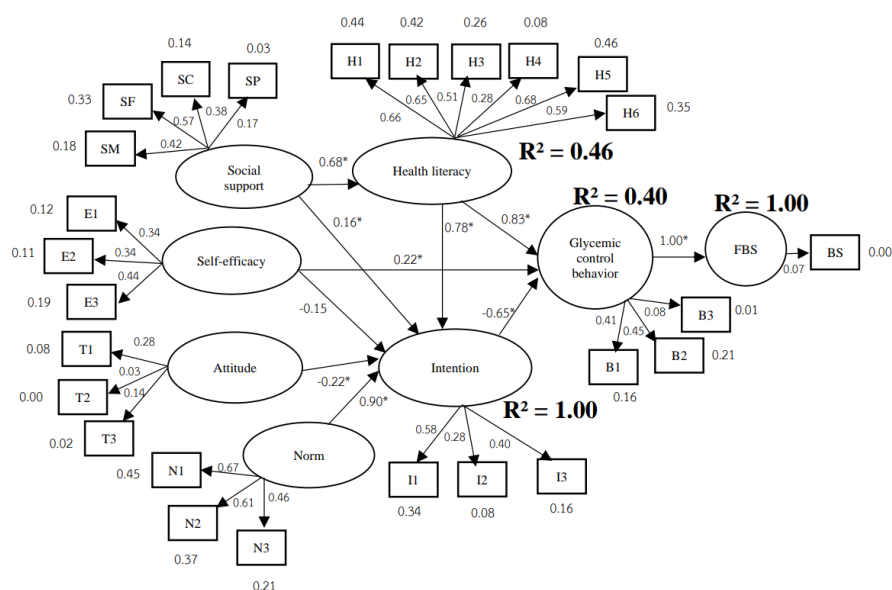 0.44
0.42
0.26
0.08
0.14
0.03
0.46
H1
H2
H3
H4
H5
H6
0.35
SC
SP
0.33
SF
0.18
SM
0.57
0.38
0.17
0.42
0.66
0.65
0.51
0.28
0.68
0.59
R² = 0.46
Social
support
0.68*
Health literacy
R² = 0.40
R² = 1.00
0.12
E1
0.34
0.16*
0.78*
0.83*
0.11
E2
0.34
Self-efficacy
0.22*
Glycemic
control
behavior
1.00*
FBS
0.07
BS
0.00
0.19
E3
0.44
-0.15
-0.65*
0.08
B3
0.01
0.41
0.45
B2
0.21
B1
0.16
0.08
T1
0.28
0.03
Attitude
-0.22*
Intention
0.00
T2
0.14
0.90*
R² = 1.00
0.02
T3
0.45
N1
0.67
Norm
0.58
0.28
0.40
0.61
0.46
I1
I2
I3
0.34
0.08
0.16
N2
0.37
N3
0.21